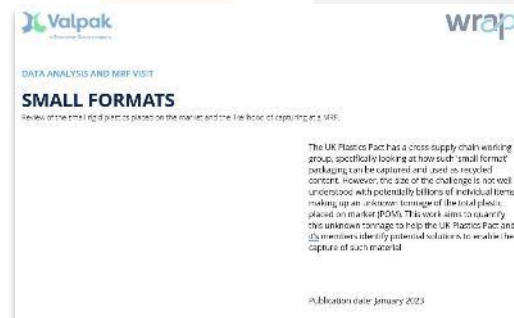 Valpak
wrap
DATA ANALYSIS AND MRF VISIT
SMALL FORMATS
Review of the small rigid plastics placed on the market and the likelihood of capturing at a MRF.
The UK Plastics Pact has a cross-supply chain working
group, specifically looking at how such 'small format'
packaging can be captured and used as recycled
content. However, the size of the challenge is not well
understood with potentially billions of individual items
making up an unknown tonnage of the total plastic
placed on market (POM). This work aims to quantify
this unknown tonnage to help the UK Plastics Pact and
it's members identify potential solutions to enable the
capture of such material
Publication date: January 2023